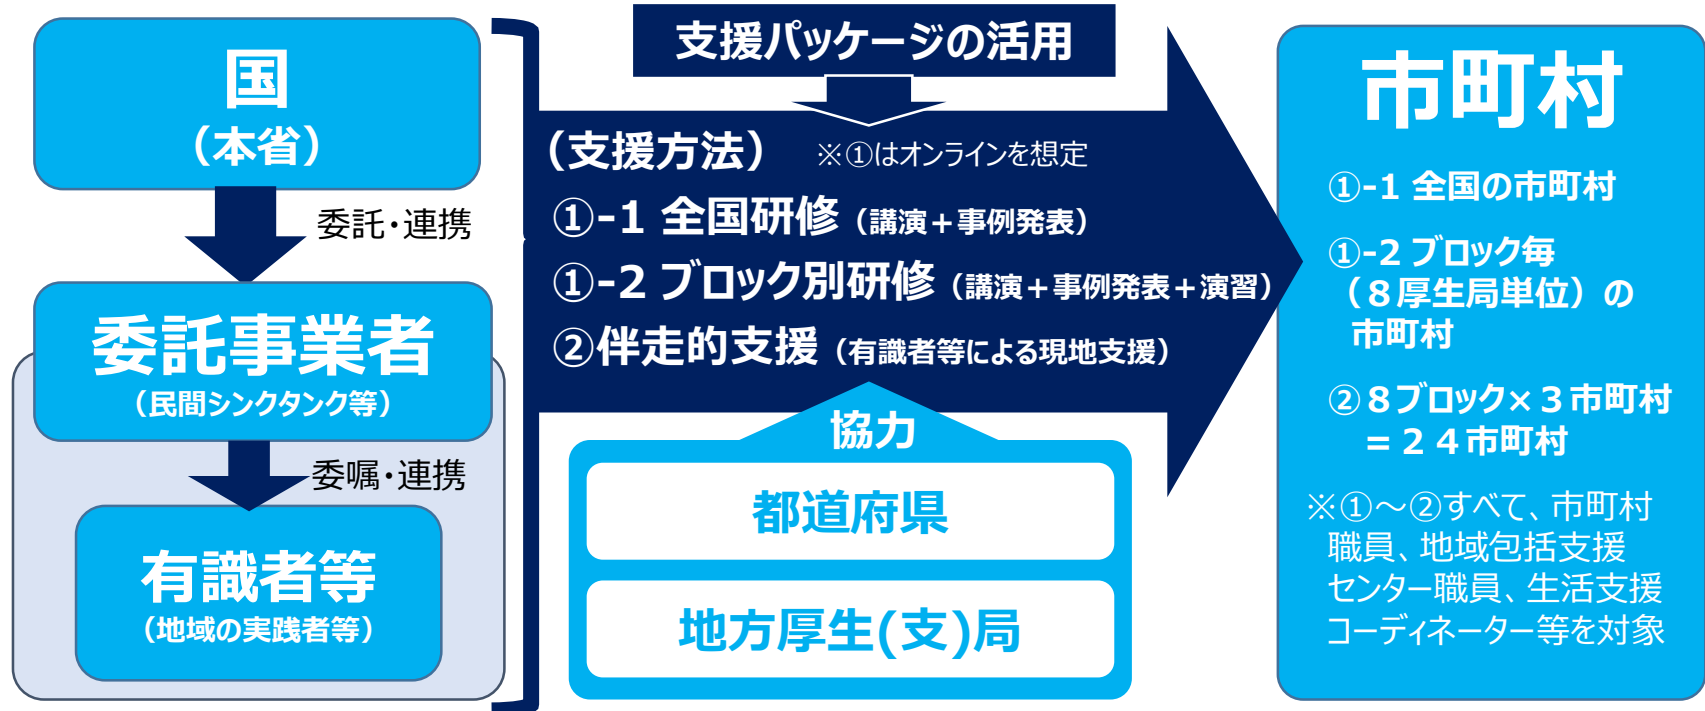 国
（本省）
委託・連携
委託事業者
（民間シンクタンク等）
委嘱・連携
有識者等
（地域の実践者等）
支援パッケージの活用
（支援方法） ※①はオンラインを想定
①-1 全国研修（講演＋事例発表）
①-2 ブロック別研修（講演＋事例発表＋演習）
②伴走的支援（有識者等による現地支援）
協力
都道府県
地方厚生(支)局
市町村
①-1 全国の市町村
①-2 ブロック毎
（８厚生局単位）の
市町村
②８ブロック×３市町村
=２４市町村
※①～②すべて、市町村
職員、地域包括支援
センター職員、生活支援
コーディネーター等を対象